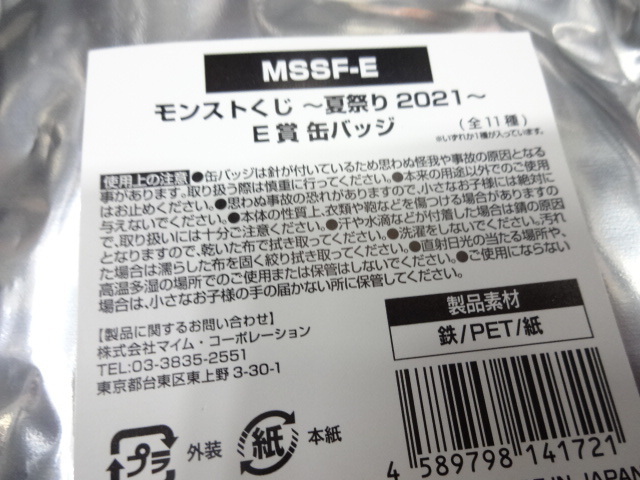 MSSF-E
モンストくじ ～夏祭り 2021～
E賞 缶バッジ
(全11種)
※いずれか1種が入っています。
使用上の注意 ●缶バッジは針が付いているため思わぬ怪我や事故の原因となる
事があります。取り扱う際は慎重に行ってください。●本来の用途以外でのご使用
はお止めください。●思わぬ事故の恐れがありますので、小さなお子様には絶対に
与えないでください。●本体の性質上、衣類や鞄などを傷つける場合がありますの
で、取り扱いには十分ご注意ください。●汗や水滴などが付着した場合は錆の原因
となりますので、乾いた布で拭き取ってください。●洗濯をしないでください。汚れ
た場合は濡らした布を固く絞り拭き取ってください。●直射日光の当たる場所や、
高温多湿の場所でのご使用または保管はしないでください。●ご使用にならない
場合は、小さなお子様の手の届かない所に保管してください。
【製品に関するお問い合わせ】
株式会社マイム・コーポレーション
TEL: 03-3835-2551
東京都台東区東上野 3-30-1
製品素材
鉄/PET/紙
プラ 外装 紙 本紙
4 589798 141721
JAPAN